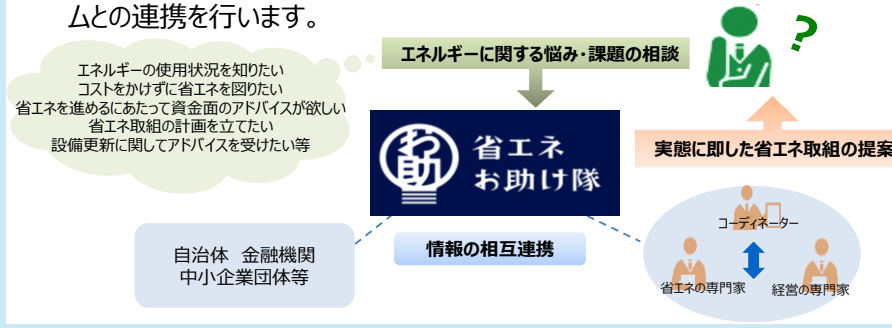 ムとの連携を行います。
エネルギーに関する悩み・課題の相談
?
エネルギーの使用状況を知りたい
コストをかけずに省エネを図りたい
省エネを進めるにあたって資金面のアドバイスが欲しい
省エネ取組の計画を立てたい
設備更新に関してアドバイスを受けたい等
お助
省エネ
お助け隊
実態に即した省エネ取組の提案
自治体 金融機関
中小企業団体等
情報の相互連携
コーディネーター
省エネの専門家
経営の専門家